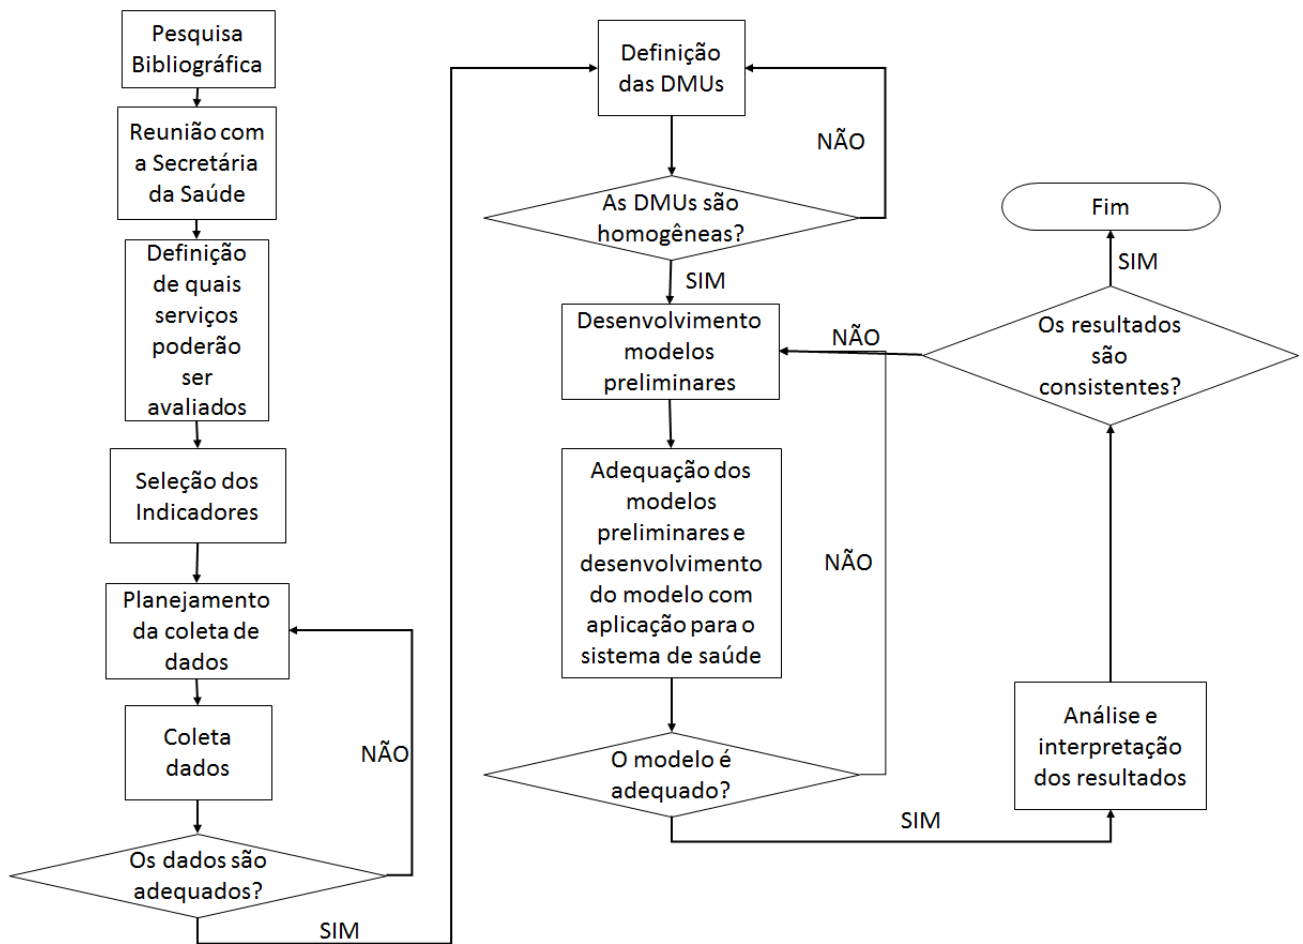 Pesquisa
Bibliográfica
Reunião com
a Secretária
da Saúde
Definição
de quais
serviços
poderão
ser
avaliados
Seleção dos
Indicadores
Planejamento
da coleta de
dados
Coleta
dados
NÃO
Os dados são
adequados?
SIM
Definição
das DMUs
NÃO
As DMUs são
homogêneas?
SIM
Desenvolvimento
modelos
preliminares
NÃO
Adequação dos
modelos
preliminares e
desenvolvimento
do modelo com
aplicação para o
sistema de saúde
NÃO
O modelo é
adequado?
SIM
Análise e
interpretação
dos resultados
Os resultados
são
consistentes?
SIM
Fim